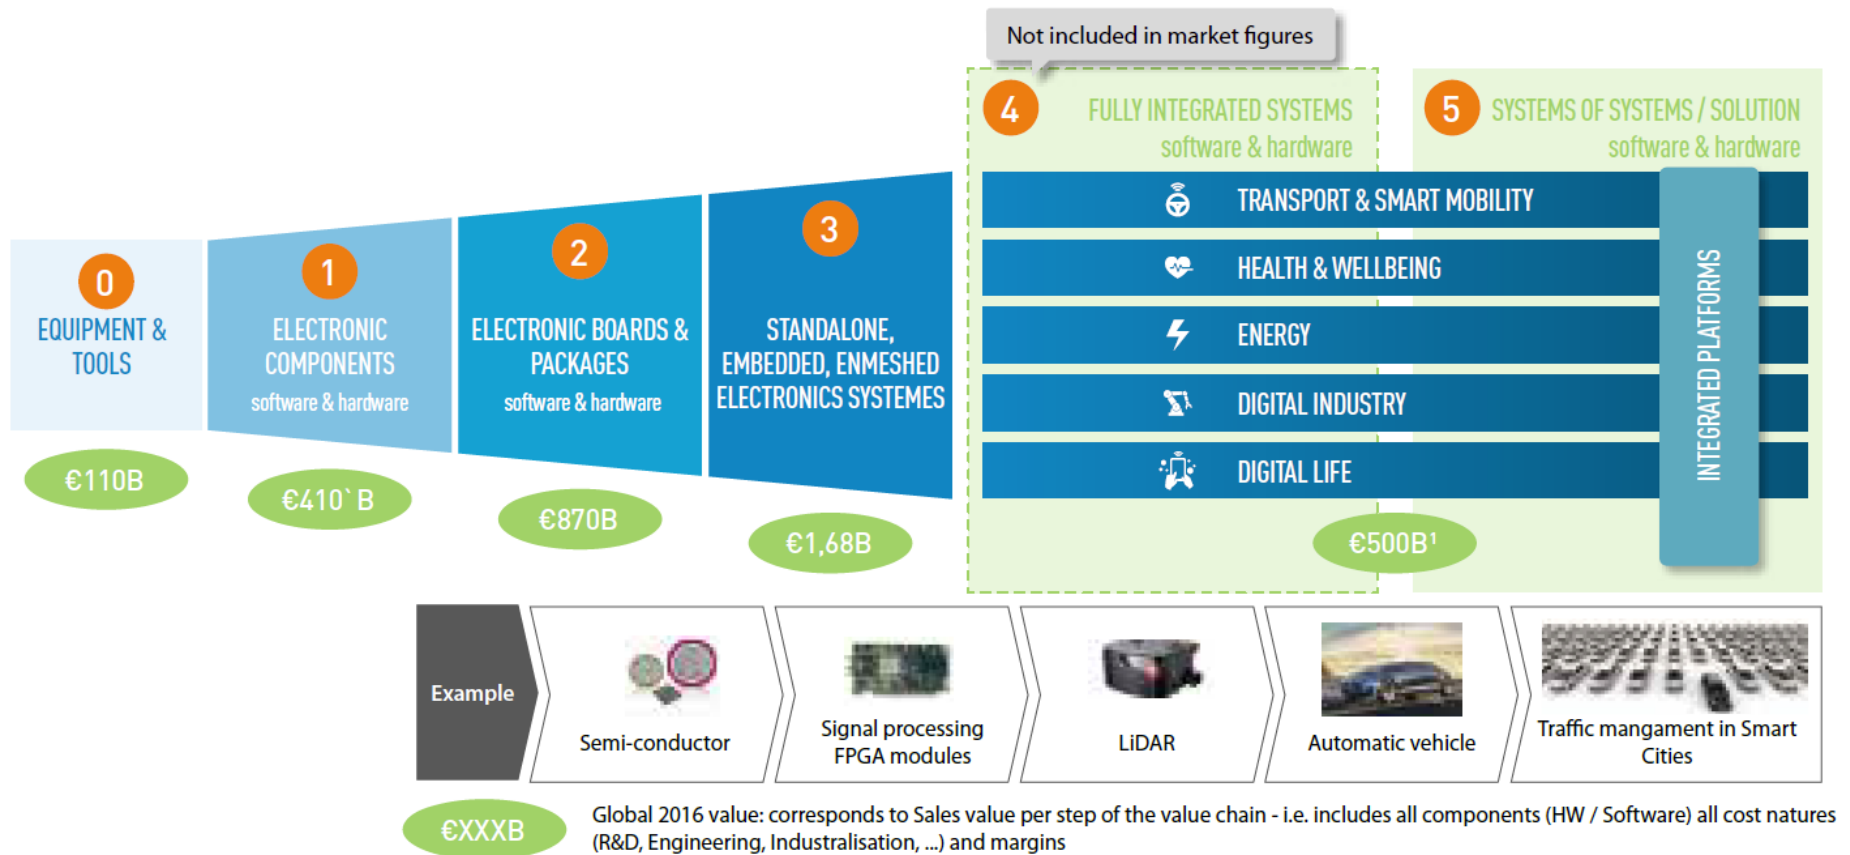 Not included in market figures
4
FULLY INTEGRATED SYSTEMS
software & hardware
5
SYSTEMS OF SYSTEMS / SOLUTION
software & hardware
0
EQUIPMENT &
TOOLS
1
ELECTRONIC
COMPONENTS
software & hardware
2
ELECTRONIC BOARDS &
PACKAGES
software & hardware
3
STANDALONE,
EMBEDDED, ENMESHED
ELECTRONICS SYSTEMES
TRANSPORT & SMART MOBILITY
HEALTH & WELLBEING
ENERGY
DIGITAL INDUSTRY
DIGITAL LIFE
INTEGRATED PLATFORMS
€110B
€410`B
€870B
€1,68B
€500B¹
Example
Semi-conductor
Signal processing
FPGA modules
LiDAR
Automatic vehicle
Traffic mangament in Smart
Cities
€XXXB
Global 2016 value: corresponds to Sales value per step of the value chain - i.e. includes all components (HW / Software) all cost natures
(R&D, Engineering, Industralisation, ...) and margins